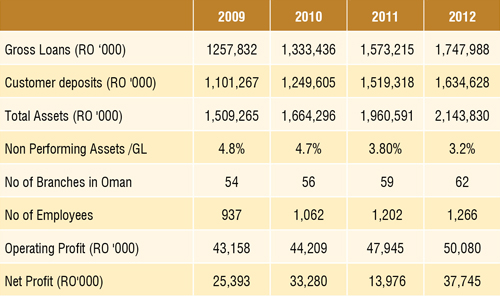 2009 2010 2011 2012
Gross Loans (RO ‘000) 1257,832 1,333,436 1,573,215 1,747,988
Customer deposits (RO '000) 1,101,267 1,249,605 1,519,318 1,634,628
Total Assets (RO '000) 1,509,265 1,664,296 1,960,591 2,143,830
Non Performing Assets /GL 4.8% 4.7% 3.80% 3.2%
No of Branches in Oman 54 56 59 62
No of Employees 937 1,062 1,202 1,266
Operating Profit (RO '000) 43,158 44,209 47,945 50,080
Net Profit (RO'000) 25,393 33,280 13,976 37,745